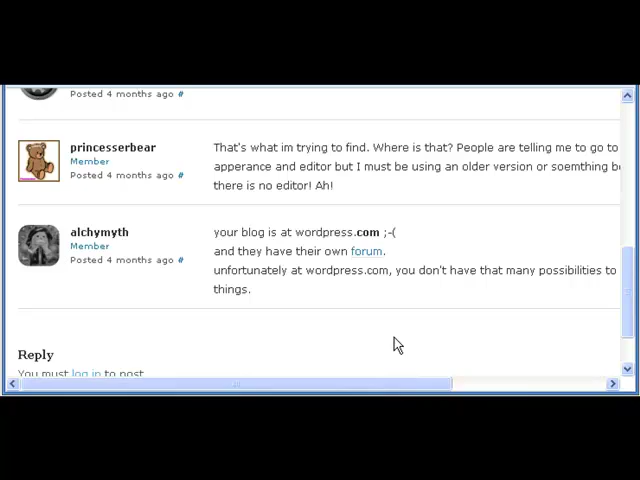 Posted 4 months ago #
princesserbear
Member
Posted 4 months ago #
That's what im trying to find. Where is that? People are telling me to go to
apperance and editor but I must be using an older version or soemthing b
there is no editor! Ah!
alchymyth
Member
Posted 4 months ago #
your blog is at wordpress.com ;-(
and they have their own forum.
unfortunately at wordpress.com, you don't have that many possibilities to
things.
Reply
You must log in to post